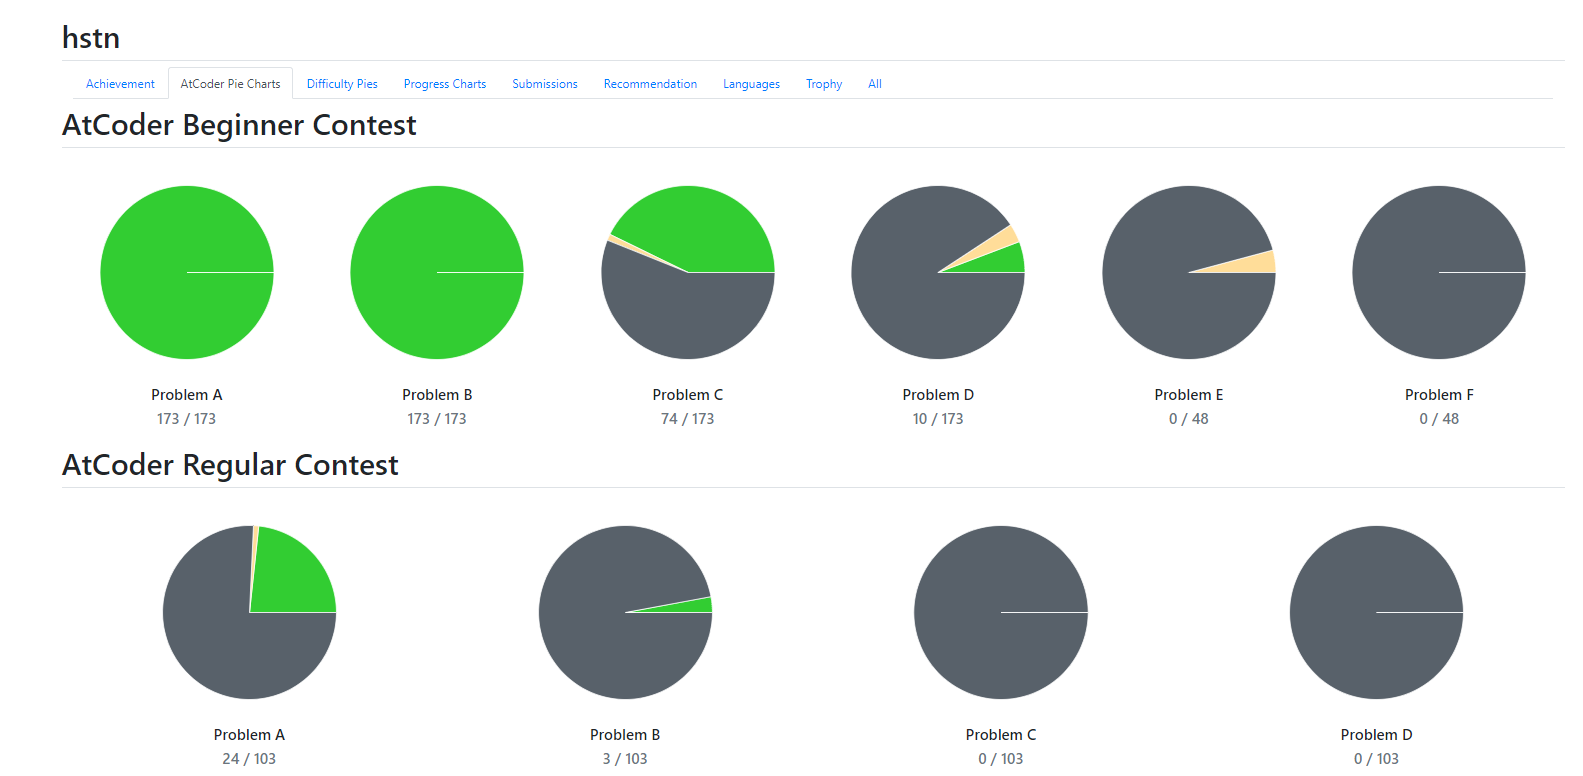 hstn
Achievement AtCoder Pie Charts Difficulty Pies Progress Charts Submissions Recommendation Languages Trophy All
AtCoder Beginner Contest
Problem A Problem B Problem C Problem D Problem E Problem F
173 / 173 173 / 173 74 / 173 10 / 173 0 / 48 0 / 48
AtCoder Regular Contest
Problem A Problem B Problem C Problem D
24 / 103 3 / 103 0 / 103 0 / 103